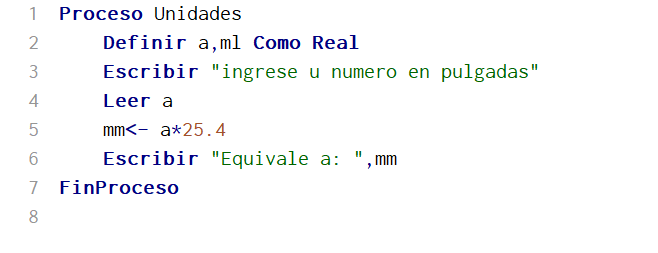 1 Proceso Unidades
2 Definir a,ml Como Real
3 Escribir "ingrese u numero en pulgadas"
4 Leer a
5 mm<- a*25.4
6 Escribir "Equivale a: ",mm
7 FinProceso
8